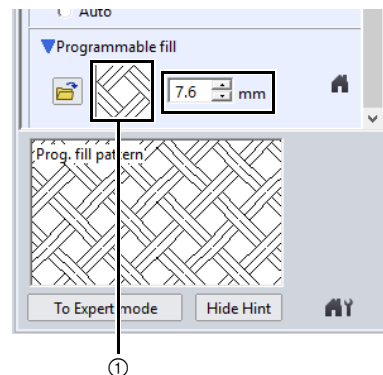 Auto
Programmable fill
7.6 mm
Prog. fill pattern
To Expert mode Hide Hint
①